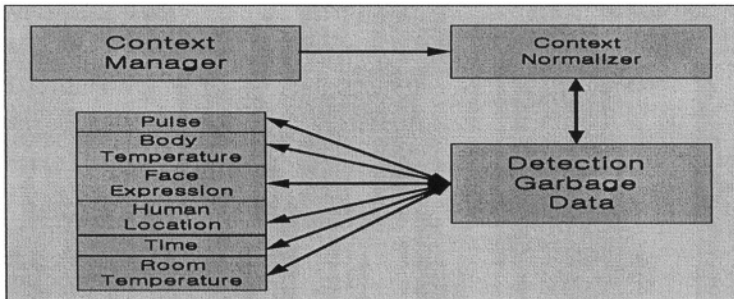 Context
Manager
Context
Normalizer
Pulse
Body
Temperature
Face
Expression
Human
Location
Time
Room
Temperature
Detection
Garbage
Data